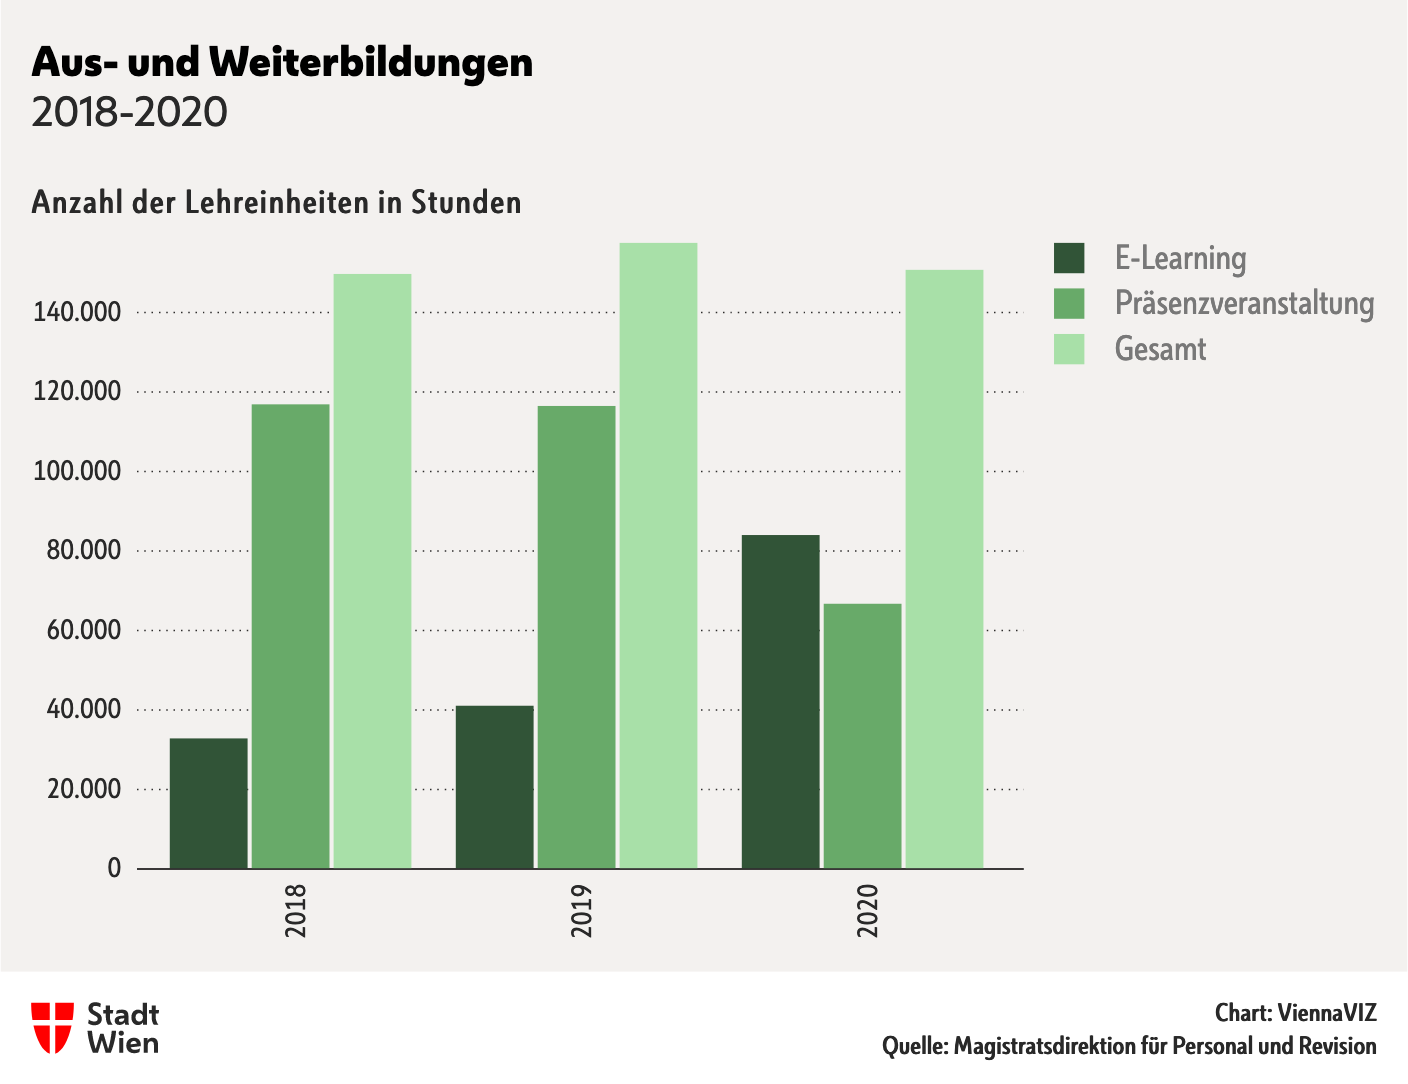 Aus- und Weiterbildungen
2018-2020
Anzahl der Lehreinheiten in Stunden
E-Learning
Präsenzveranstaltung
Gesamt
140.000
120.000
100.000
80.000
60.000
40.000
20.000
0
2018
2019
2020
Stadt
Wien
Chart: ViennaVIZ
Quelle: Magistratsdirektion für Personal und Revision